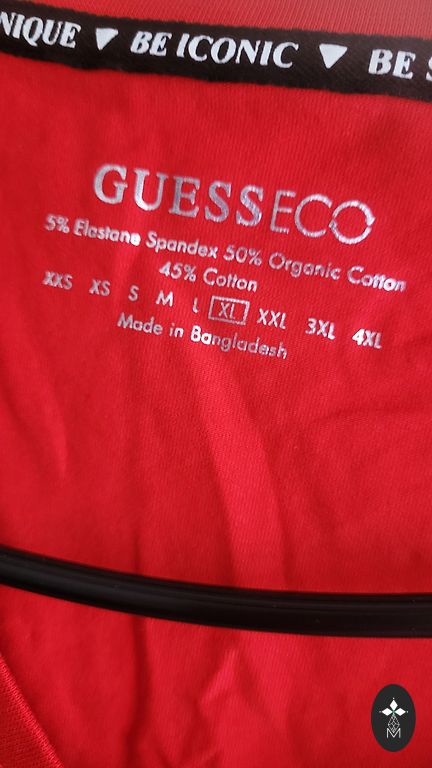 NIQUE ▼ BE ICONIC ▼ BE S
GUESSECO
5% Elastane Spandex 50% Organic Cotton
45% Cotton
XXS XS S M L XL XXL 3XL 4XL
Made in Bangladesh
M